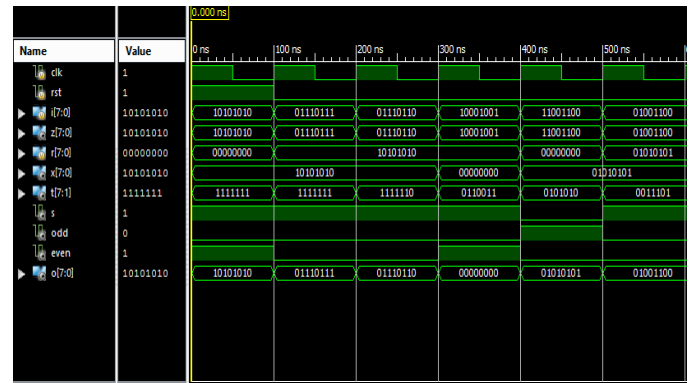 0.000 ns
Name Value 0 ns 100 ns 200 ns 300 ns 400 ns 500 ns
clk 1
rst 1
i[7:0] 10101010 10101010 01110111 01110110 10001001 11001100 01001100
z[7:0] 10101010 10101010 01110111 01110110 10001001 11001100 01001100
r[7:0] 00000000 00000000 10101010 00000000 01010101
x[7:0] 10101010 10101010 00000000 01010101
t[7:1] 1111111 1111111 1111111 1111110 0110011 0101010 0011101
s 1
odd 0
even 1
o[7:0] 10101010 10101010 01110111 01110110 00000000 01010101 01001100